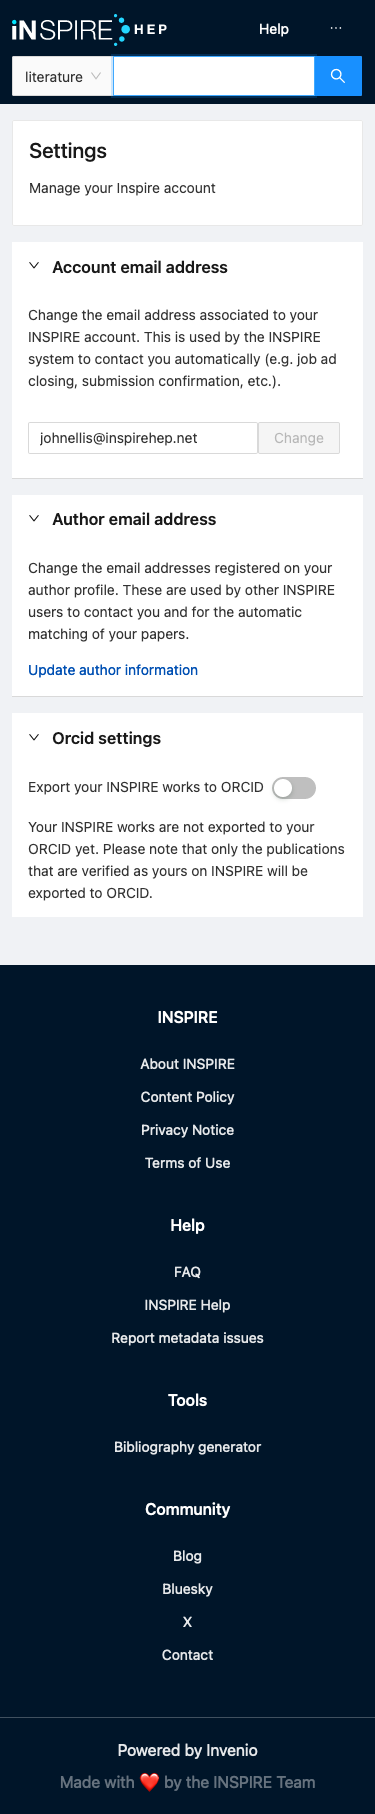 INSPIRE HEP
Help
···
literature
Settings
Manage your Inspire account
Account email address
Change the email address associated to your
INSPIRE account. This is used by the INSPIRE
system to contact you automatically (e.g. job ad
closing, submission confirmation, etc.).
johnellis@inspirehep.net
Change
Author email address
Change the email addresses registered on your
author profile. These are used by other INSPIRE
users to contact you and for the automatic
matching of your papers.
Update author information
Orcid settings
Export your INSPIRE works to ORCID
Your INSPIRE works are not exported to your
ORCID yet. Please note that only the publications
that are verified as yours on INSPIRE will be
exported to ORCID.
INSPIRE
About INSPIRE
Content Policy
Privacy Notice
Terms of Use
Help
FAQ
INSPIRE Help
Report metadata issues
Tools
Bibliography generator
Community
Blog
Bluesky
X
Contact
Powered by Invenio
Made with ❤️ by the INSPIRE Team